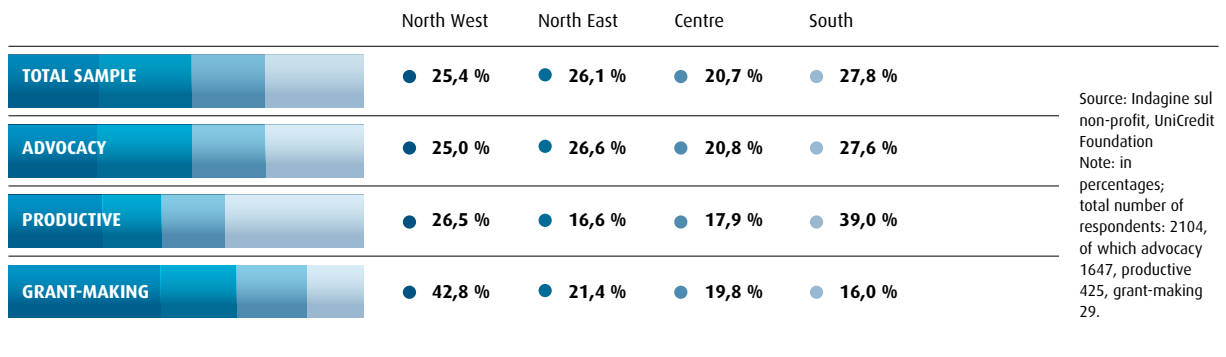 North West North East Centre South
TOTAL SAMPLE 25,4 % 26,1 % 20,7 % 27,8 %
ADVOCACY 25,0 % 26,6 % 20,8 % 27,6 %
PRODUCTIVE 26,5 % 16,6 % 17,9 % 39,0 %
GRANT-MAKING 42,8 % 21,4 % 19,8 % 16,0 %
Source: Indagine sul
non-profit, UniCredit
Foundation
Note: in
percentages;
total number of
respondents: 2104,
of which advocacy
1647, productive
425, grant-making
29.